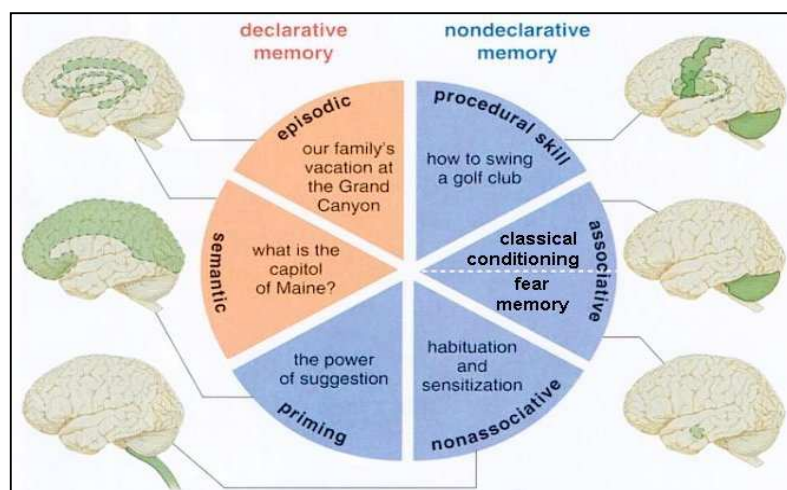 declarative
memory
nondeclarative
memory
episodic
our family's
vacation at
the Grand
Canyon
procedural skill
how to swing
a golf club
semantic
what is the
capitol
of Maine?
associative
classical
conditioning
fear
memory
priming
the power
of suggestion
nonassociative
habituation
and
sensitization